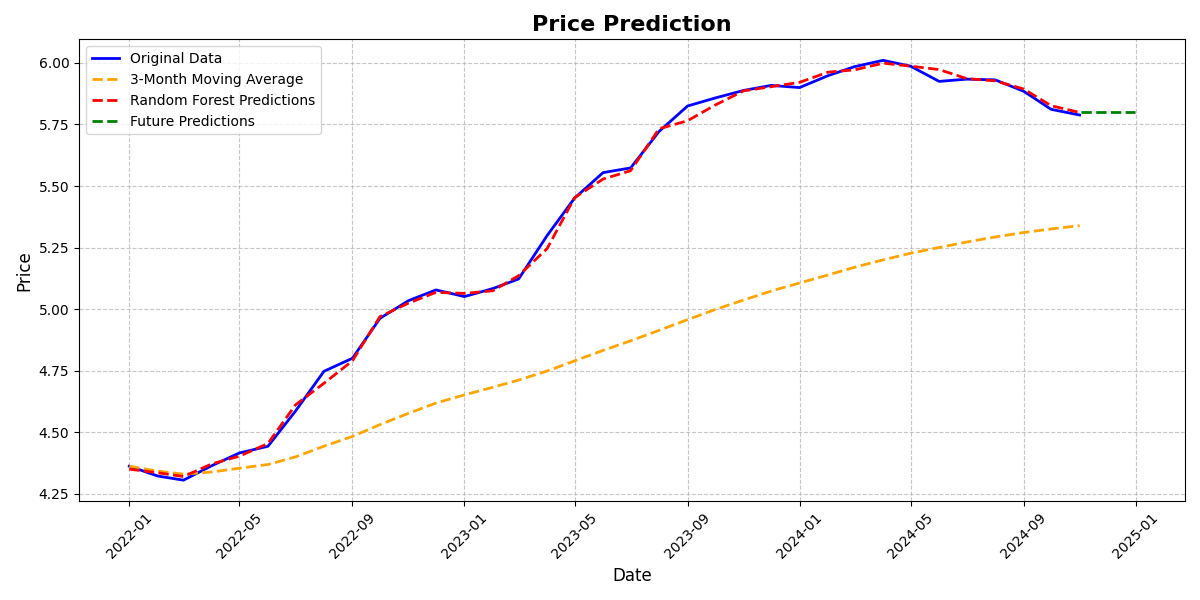 Price Prediction
Original Data
3-Month Moving Average
Random Forest Predictions
Future Predictions
Price
6.00
5.75
5.50
5.25
5.00
4.75
4.50
4.25
2022-01
2022-05
2022-09
2023-01
2023-05
2023-09
2024-01
2024-05
2024-09
2025-01
Date